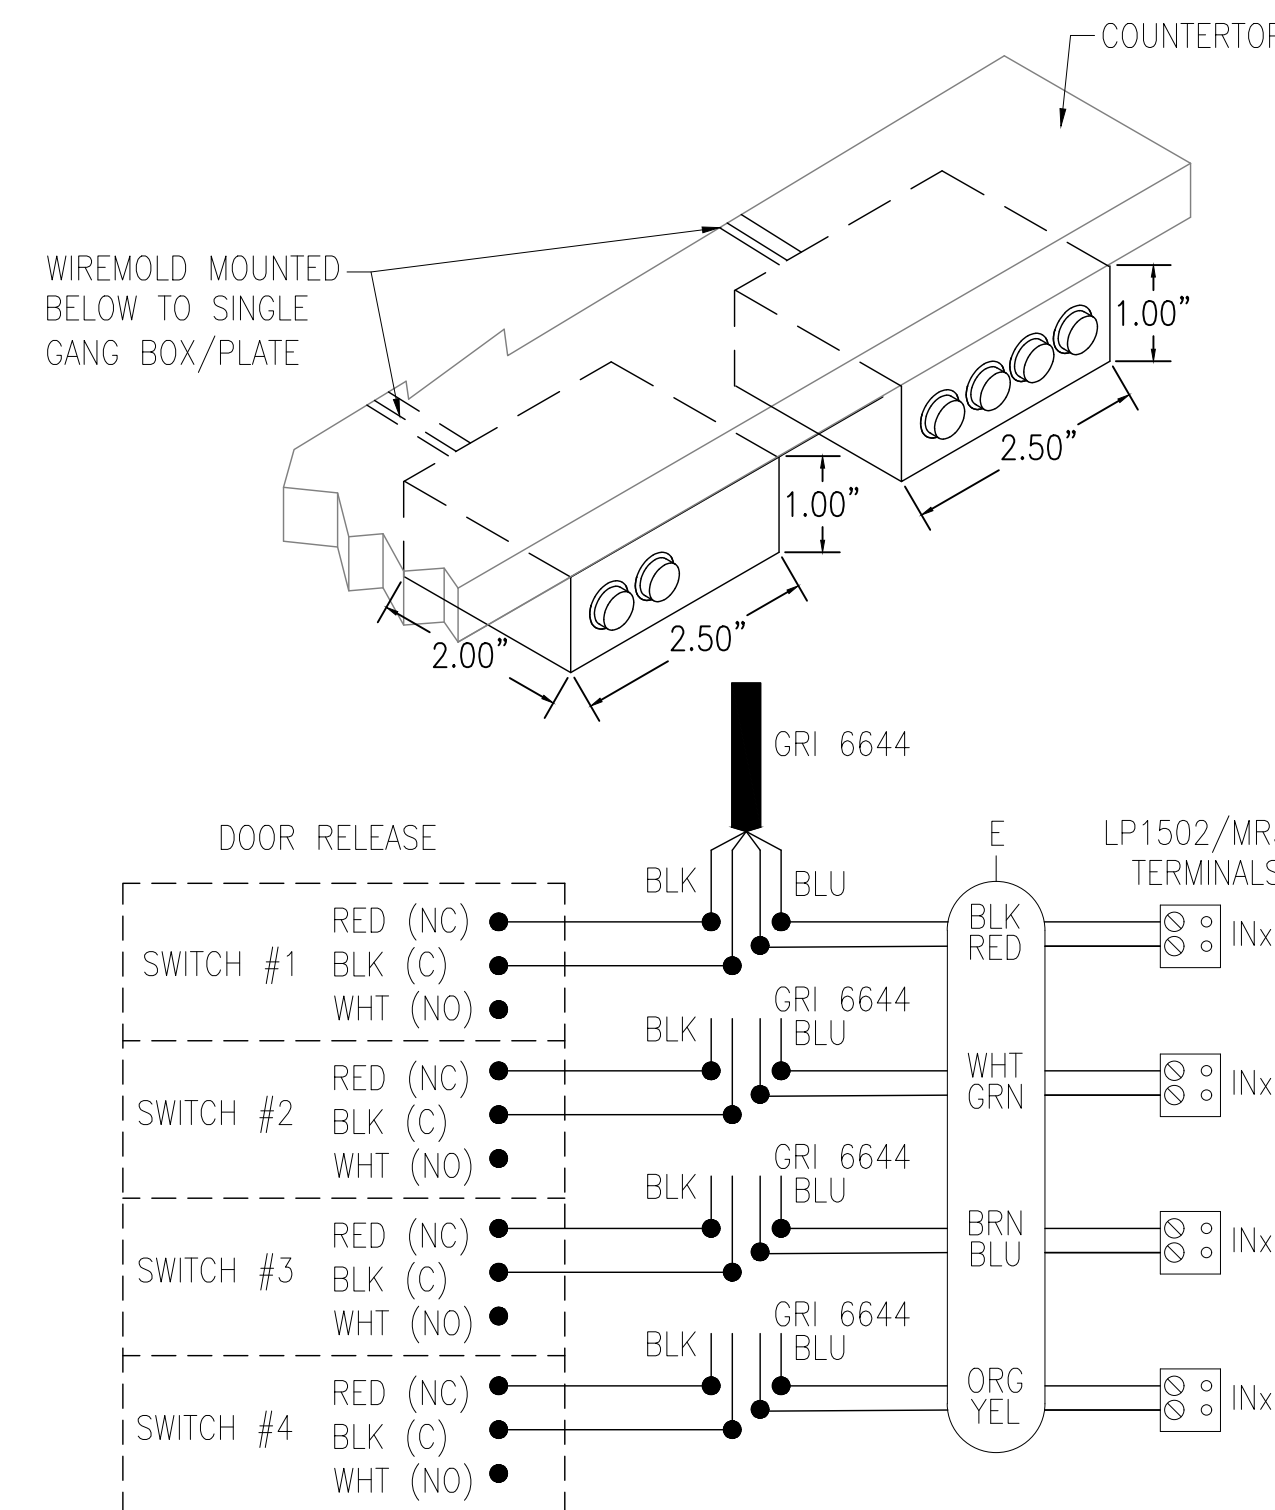 COUNTERTOP
WIREMOLD MOUNTED
BELOW TO SINGLE
GANG BOX/PLATE
1.00”
2.50”
1.00”
2.50”
2.00”
GRI 6644
DOOR RELEASE
E
LP1502/MR
TERMINALS
BLK
BLU
SWITCH #1
RED (NC)
BLK (C)
WHT (NO)
BLK
RED
INx
GRI 6644
BLK
BLU
SWITCH #2
RED (NC)
BLK (C)
WHT (NO)
WHT
GRN
INx
GRI 6644
BLK
BLU
SWITCH #3
RED (NC)
BLK (C)
WHT (NO)
BRN
BLU
INx
GRI 6644
BLK
BLU
SWITCH #4
RED (NC)
BLK (C)
WHT (NO)
ORG
YEL
INx